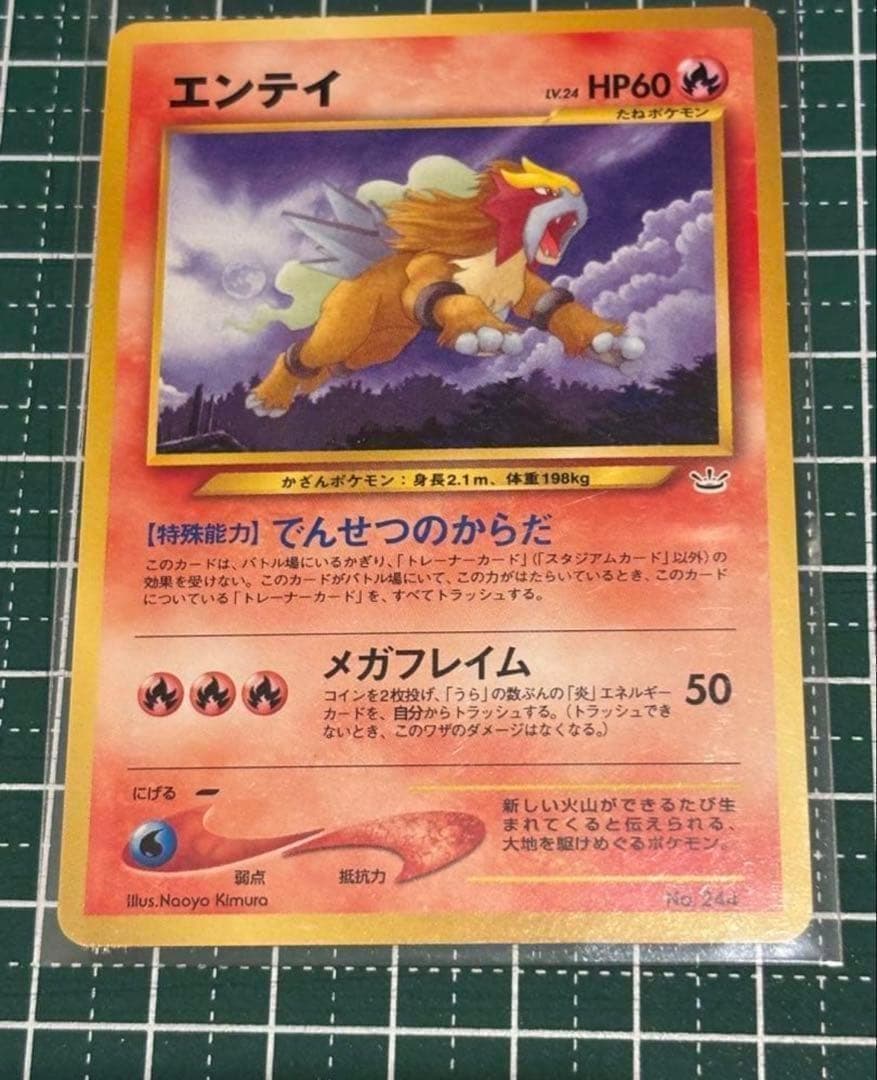 エンテイ LV.24 HP60
たねポケモン
かざんポケモン：身長2.1m、体重198kg
【特殊能力】でんせつのからだ
このカードは、バトル場にいるかぎり、「トレーナーカード」(「スタジアムカード」以外)の
効果を受けない。このカードがバトル場にいて、この力がはたらいているとき、このカード
についている「トレーナーカード」を、すべてトラッシュする。
メガフレイム 50
コインを2枚投げ、「うら」の数ぶんの「炎」エネルギー
カードを、自分からトラッシュする。(トラッシュでき
ないとき、このワザのダメージはなくなる。)
にげる
弱点 抵抗力
新しい火山ができるたび生
まれてくると伝えられる、
大地を駆けめぐるポケモン。
Illus.Naoyo Kimura No.244